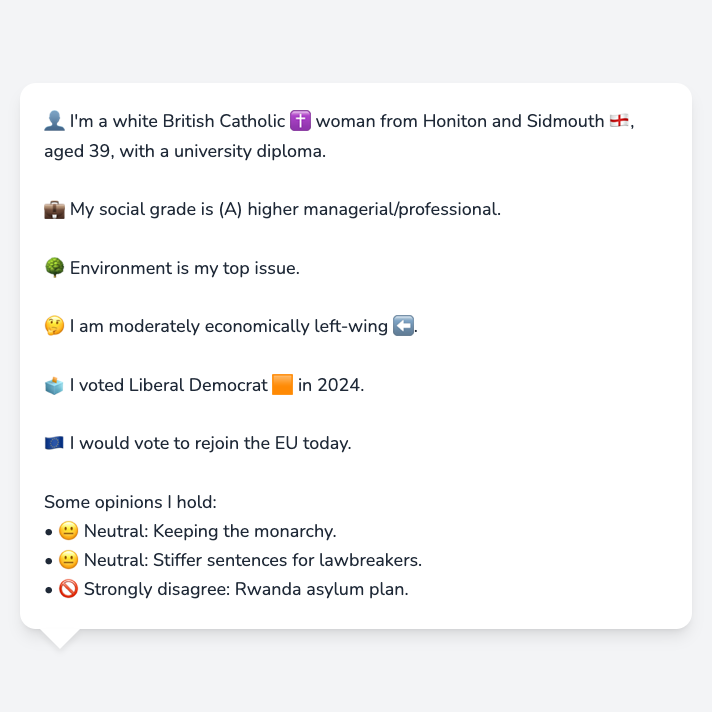 👤 I'm a white British Catholic ✝️ woman from Honiton and Sidmouth 🏴󠁧󠁢󠁥󠁮󠁧󠁿,
aged 39, with a university diploma.
💼 My social grade is (A) higher managerial/professional.
🌳 Environment is my top issue.
🤔 I am moderately economically left-wing ⬅️.
🗳️ I voted Liberal Democrat 🟧 in 2024.
🇪🇺 I would vote to rejoin the EU today.
Some opinions I hold:
• 😐 Neutral: Keeping the monarchy.
• 😐 Neutral: Stiffer sentences for lawbreakers.
• 🚫 Strongly disagree: Rwanda asylum plan.